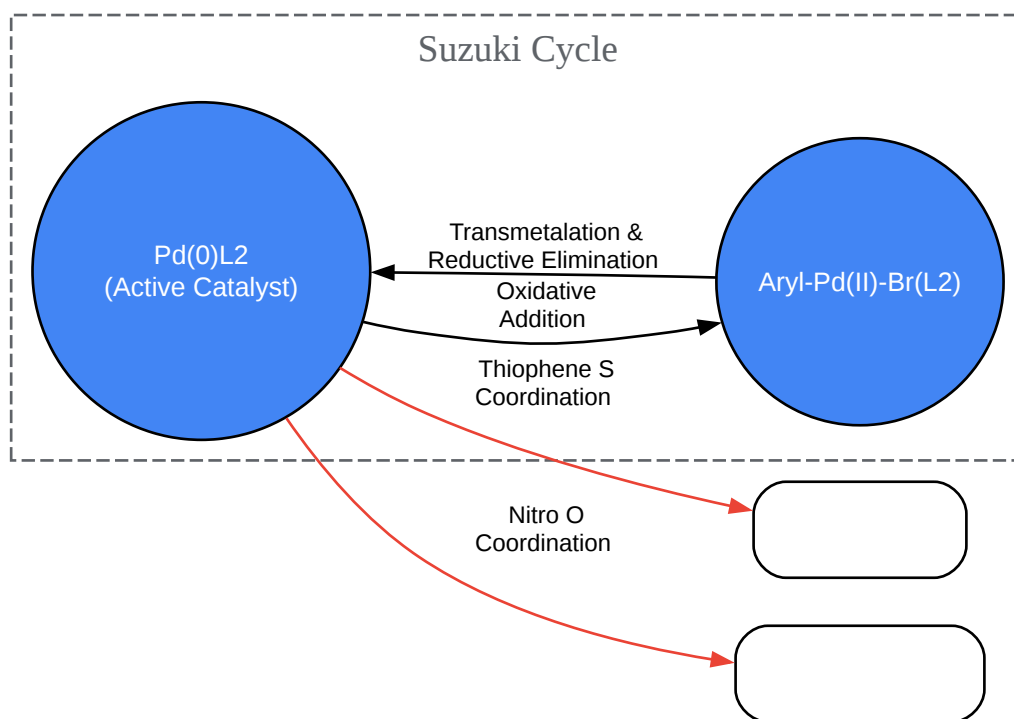 Suzuki Cycle
Transmetalation &
Reductive Elimination
Pd(0)L2
(Active Catalyst)
Aryl-Pd(II)-Br(L2)
Oxidative
Addition
Thiophene S
Coordination
Nitro O
Coordination